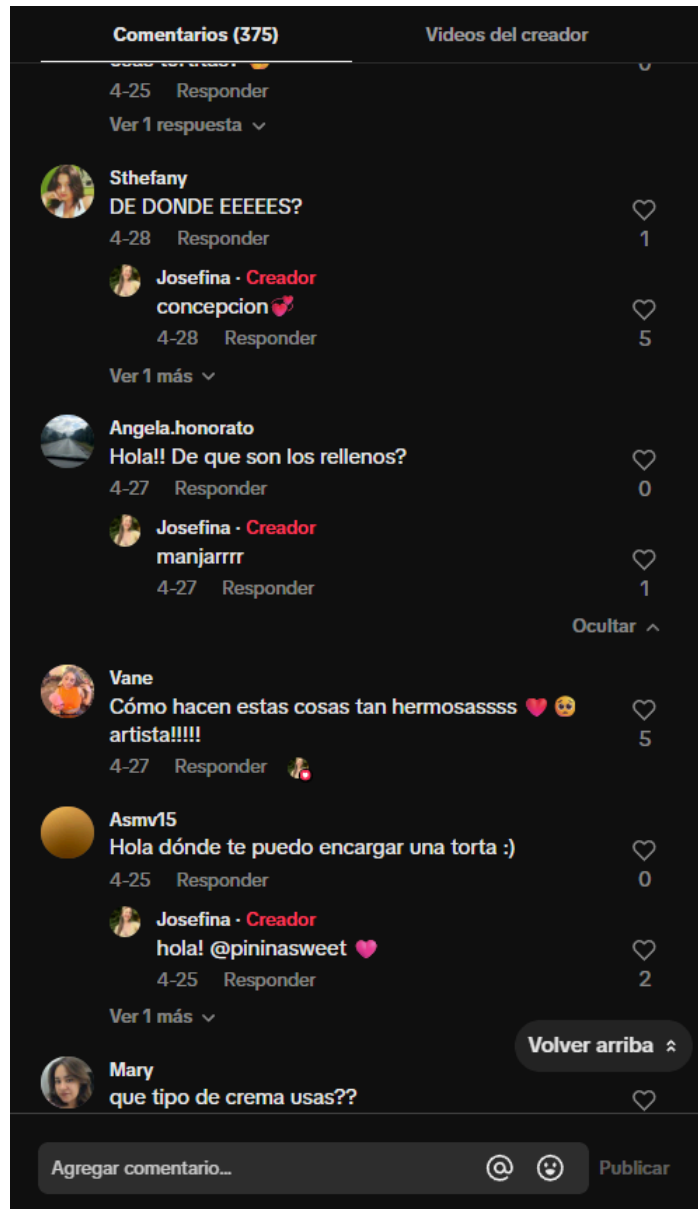 Comentarios (375)
Videos del creador
4-25 Responder
Ver 1 respuesta
Sthefany
DE DONDE EEEEES?
1
4-28 Responder
Josefina · Creador
concepcion💞
5
4-28 Responder
Ver 1 más
Angela.honorato
Hola!! De que son los rellenos?
0
4-27 Responder
Josefina · Creador
manjarrrr
1
4-27 Responder
Ocultar
Vane
Cómo hacen estas cosas tan hermosassss ❤️ 🥺
artista!!!!!
5
4-27 Responder
Asmv15
Hola dónde te puedo encargar una torta :)
0
4-25 Responder
Josefina · Creador
hola! @pininasweet 💗
2
4-25 Responder
Ver 1 más
Volver arriba
Mary
que tipo de crema usas??
Agregar comentario...
@
Publicar